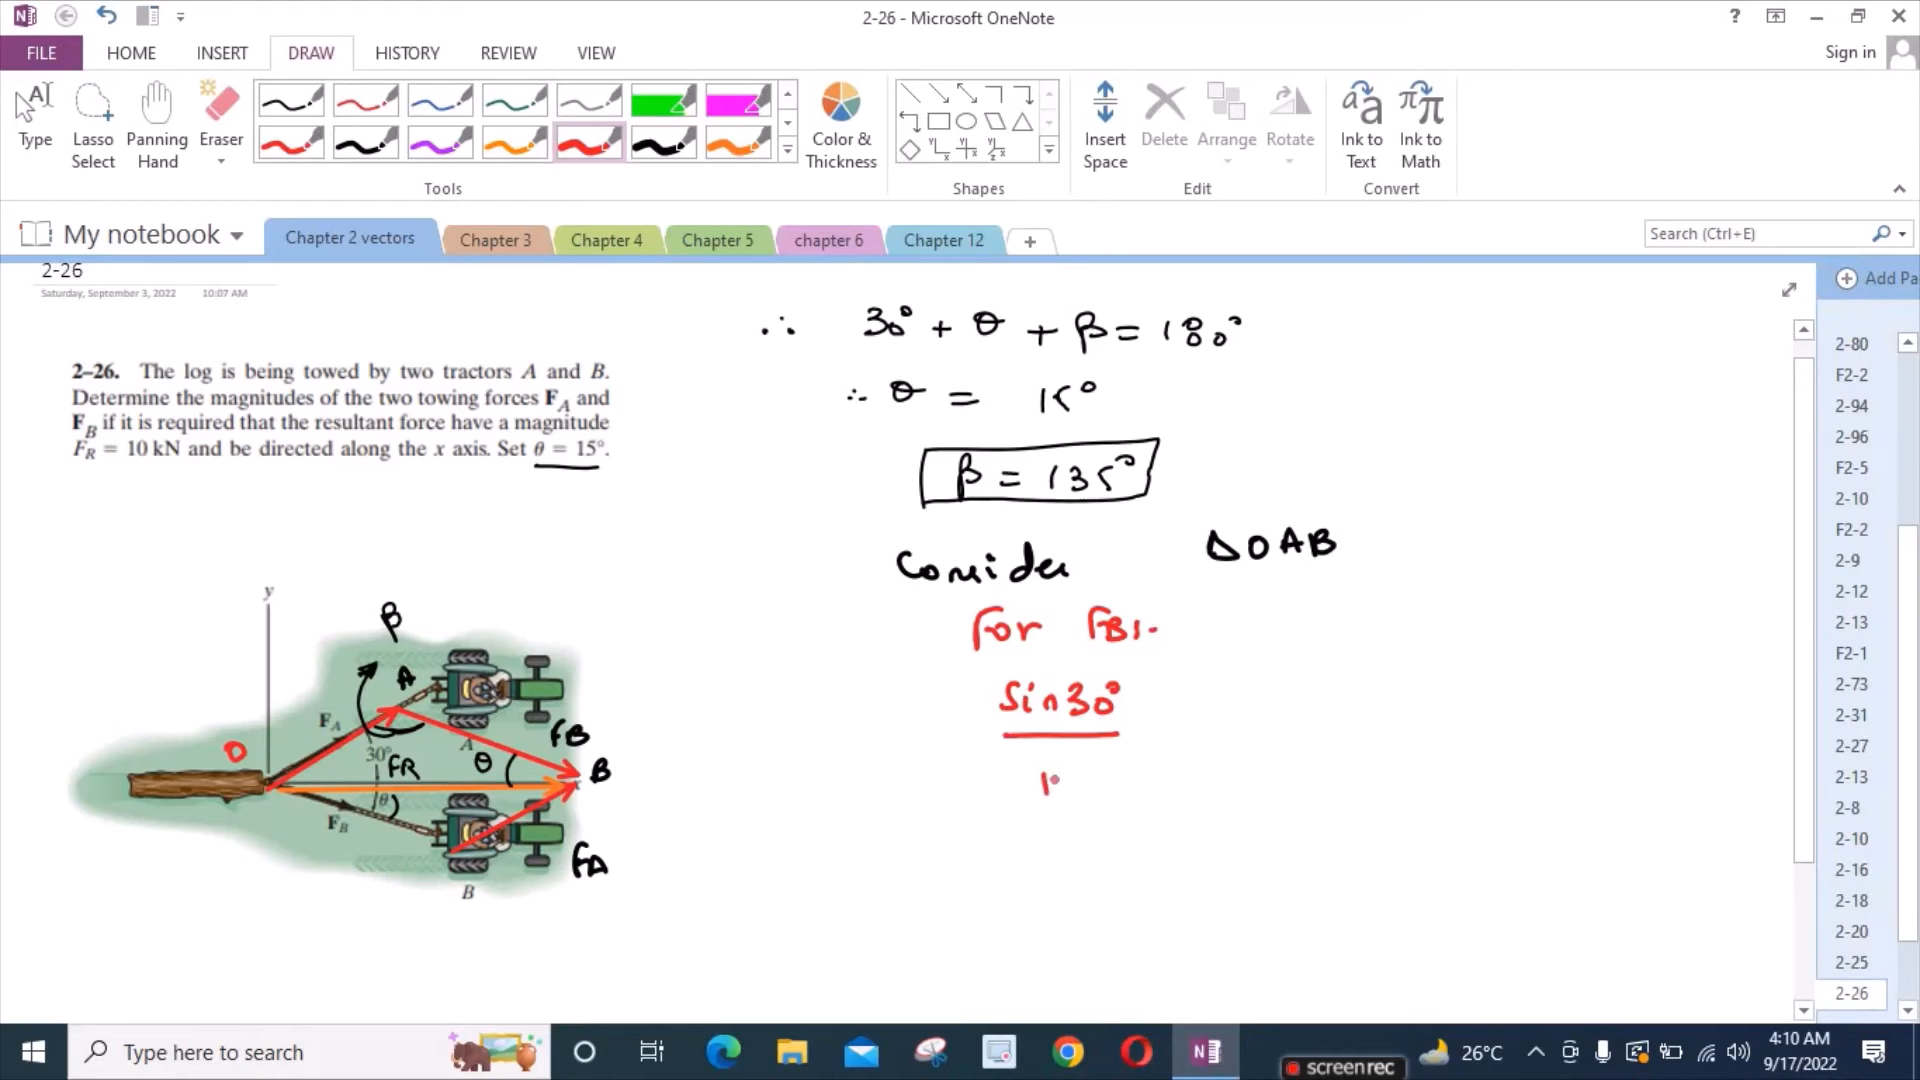 2-26 - Microsoft OneNote
?
FILE HOME INSERT DRAW HISTORY REVIEW VIEW
Sign in
Type
Lasso Select
Panning Hand
Eraser
Color & Thickness
Insert Space
Delete
Arrange
Rotate
Ink to Text
Ink to Math
Tools
Shapes
Edit
Convert
My notebook
Chapter 2 vectors
Chapter 3
Chapter 4
Chapter 5
chapter 6
Chapter 12
Search (Ctrl+E)
2-26
Saturday, September 3, 2022 10:07 AM
2–26. The log is being towed by two tractors A and B.
Determine the magnitudes of the two towing forces F_A and
F_B if it is required that the resultant force have a magnitude
F_R = 10 kN and be directed along the x axis. Set θ = 15°.
∴ 30° + θ + β = 180°
∴ θ = 15°
β = 135°
Consider ΔOAB
For FB:-
Sin30°
y
β
A
F_A
FB
A
O
30°
FR
θ
B
θ
F_B
FA
B
Add Pa
2-80
F2-2
2-94
2-96
F2-5
2-10
F2-2
2-9
2-12
2-13
F2-1
2-73
2-31
2-27
2-13
2-8
2-10
2-16
2-18
2-20
2-25
2-26
Type here to search
screenrec
26°C
4:10 AM
9/17/2022